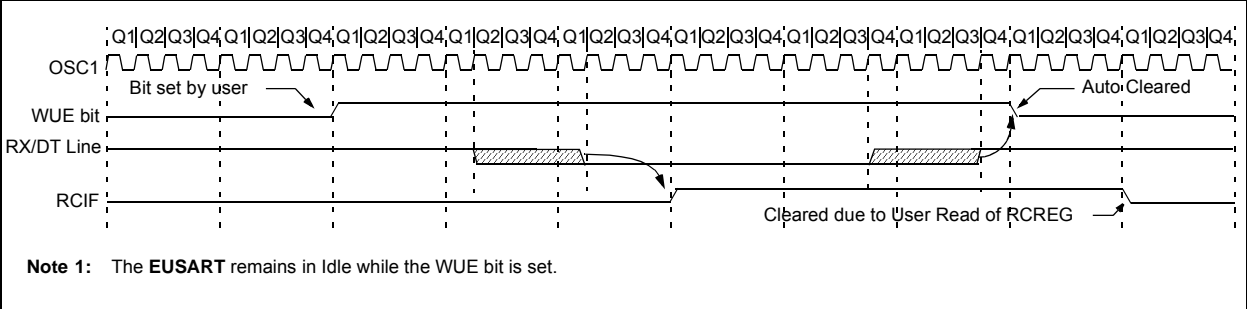 Q1 Q2 Q3 Q4 Q1 Q2 Q3 Q4 Q1 Q2 Q3 Q4 Q1 Q2 Q3 Q4 Q1 Q2 Q3 Q4 Q1 Q2 Q3 Q4 Q1 Q2 Q3 Q4 Q1 Q2 Q3 Q4 Q1 Q2 Q3 Q4 Q1 Q2 Q3 Q4
OSC1
Bit set by user
Auto Cleared
WUE bit
RX/DT Line
RCIF
Cleared due to User Read of RCREG
Note 1: The EUSART remains in Idle while the WUE bit is set.